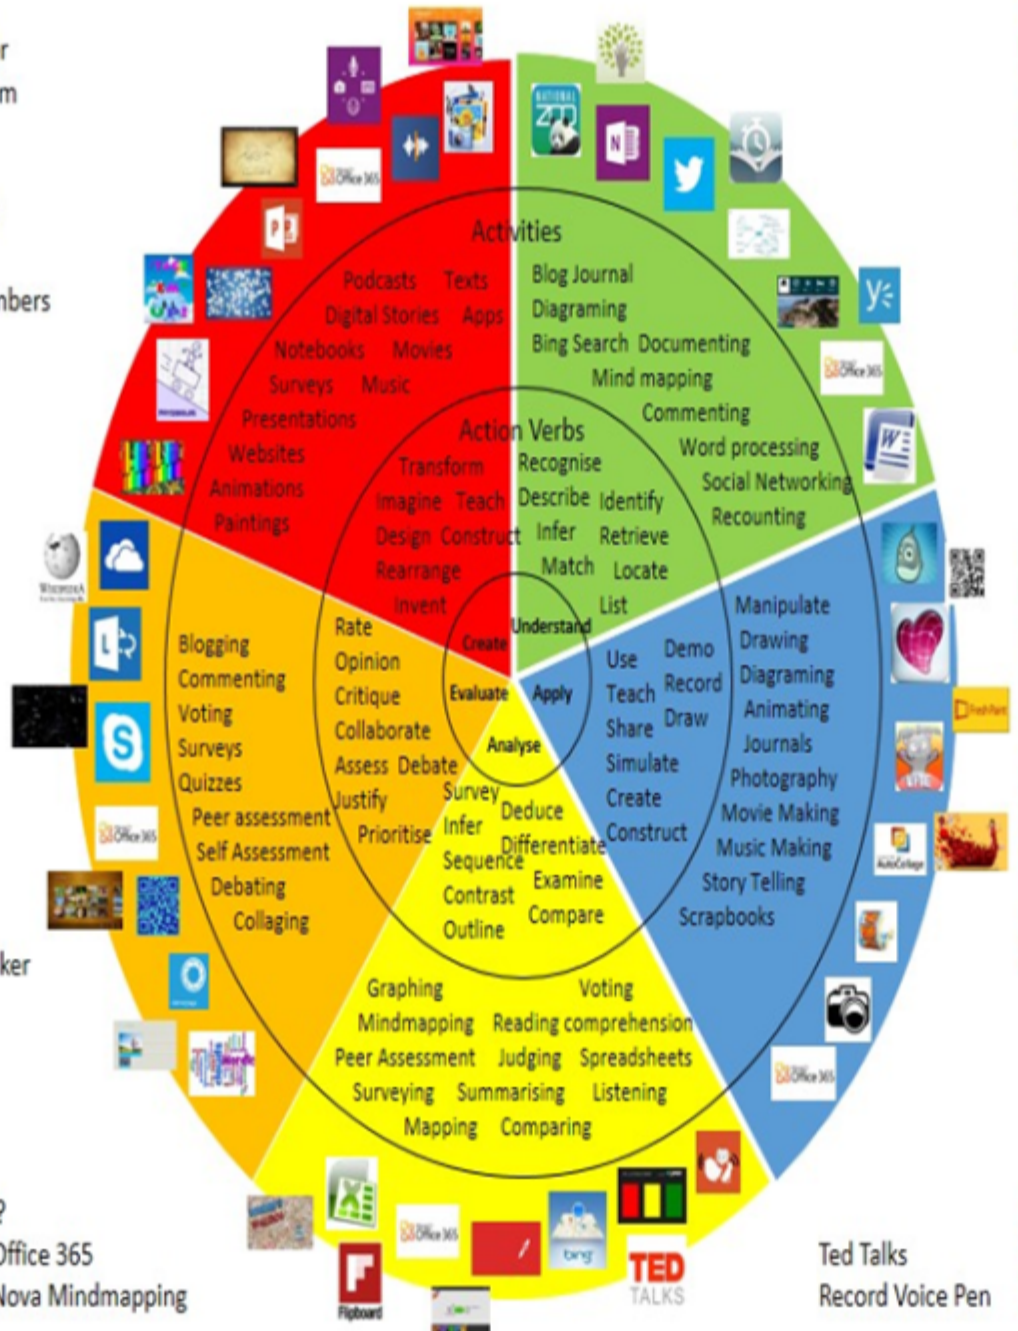 r
m
nbers
ker
?
Office 365
Nova Mindmapping
Ted Talks
Record Voice Pen
Activities
Podcasts Texts
Digital Stories Apps
Notebooks Movies
Surveys Music
Presentations
Websites
Animations
Paintings
Blog Journal
Diagraming
Bing Search Documenting
Mind mapping
Commenting
Word processing
Social Networking
Recounting
Action Verbs
Transform
Imagine Teach
Design Construct
Rearrange
Invent
Create
Recognise
Describe Identify
Infer Retrieve
Match Locate
List
Understand
Rate
Opinion
Critique
Collaborate
Assess Debate
Justify
Prioritise
Evaluate
Blogging
Commenting
Voting
Surveys
Quizzes
Peer assessment
Self Assessment
Debating
Collaging
Apply
Use Demo
Teach Record
Share Draw
Simulate
Create
Construct
Manipulate
Drawing
Diagraming
Animating
Journals
Photography
Movie Making
Music Making
Story Telling
Scrapbooks
Analyse
Survey Deduce
Infer Differentiate
Sequence Examine
Contrast Compare
Outline
Graphing Voting
Mindmapping Reading comprehension
Peer Assessment Judging Spreadsheets
Surveying Summarising Listening
Mapping Comparing
NATIONAL
ZOO
N
Office 365
P
Office 365
W
WIKIPEDIA
L
S
Office 365
FreshPaint
AutoCollage
Office 365
X
Office 365
bing
Flipboard
TED
TALKS